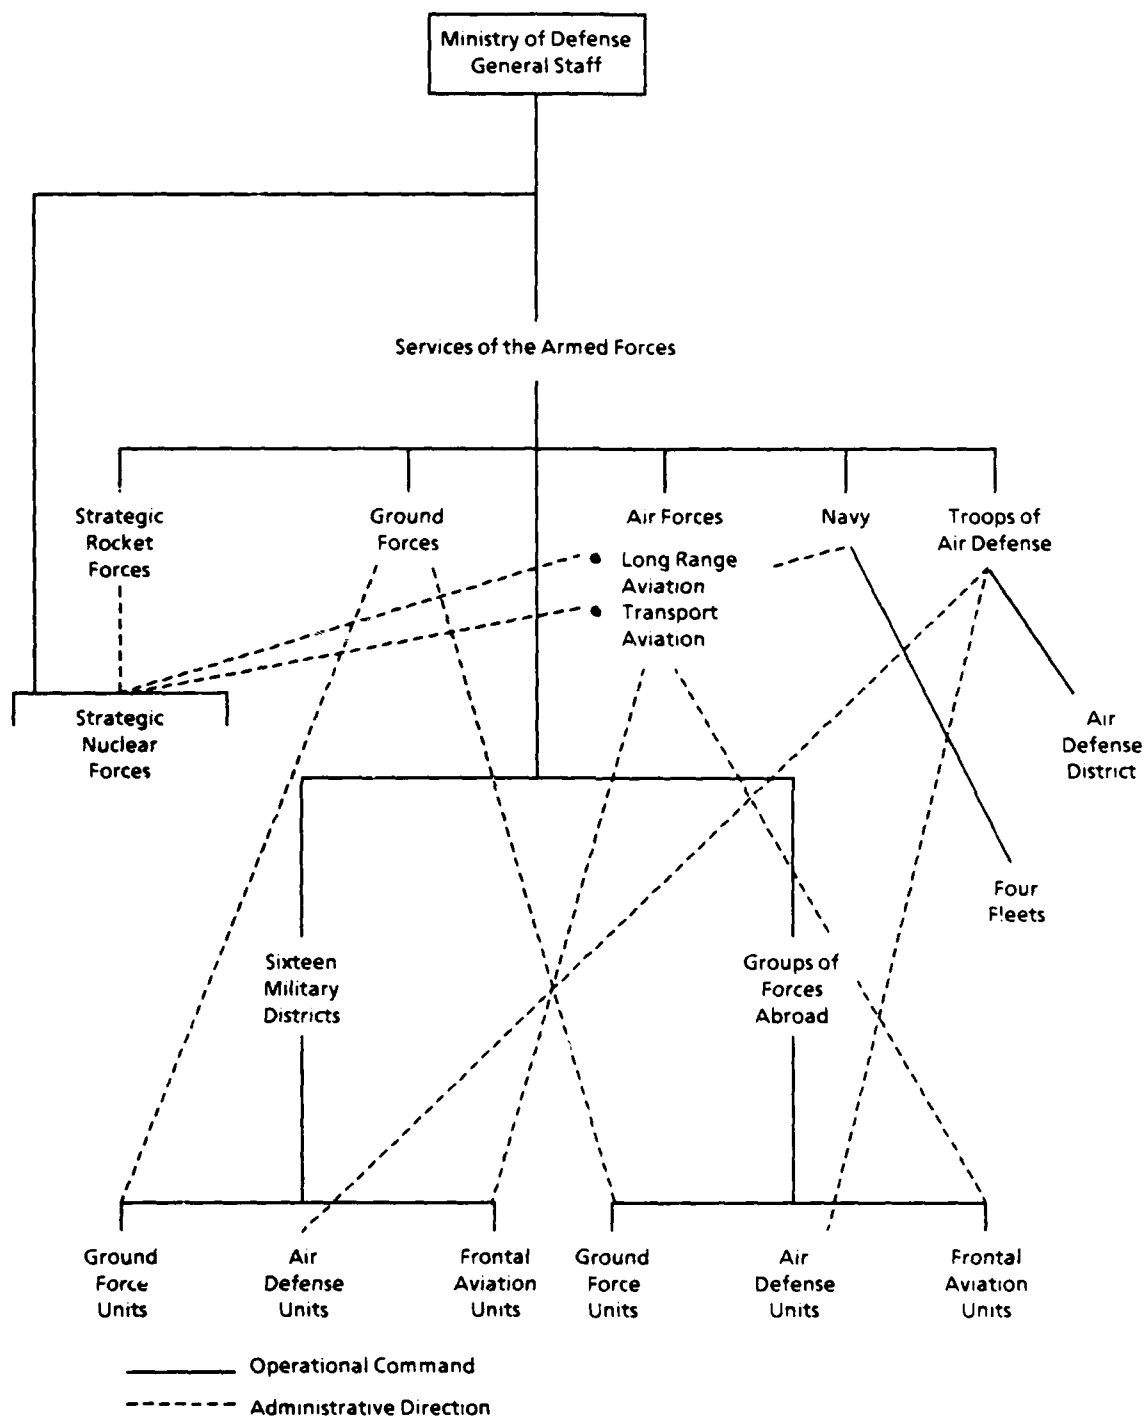 Ministry of Defense
General Staff
Services of the Armed Forces
Strategic
Rocket
Forces
Ground
Forces
Air Forces
• Long Range
Aviation
• Transport
Aviation
Navy
Troops of
Air Defense
Strategic
Nuclear
Forces
Air
Defense
District
Four
Fleets
Sixteen
Military
Districts
Groups of
Forces
Abroad
Ground
Force
Units
Air
Defense
Units
Frontal
Aviation
Units
Ground
Force
Units
Air
Defense
Units
Frontal
Aviation
Units
Operational Command
Administrative Direction